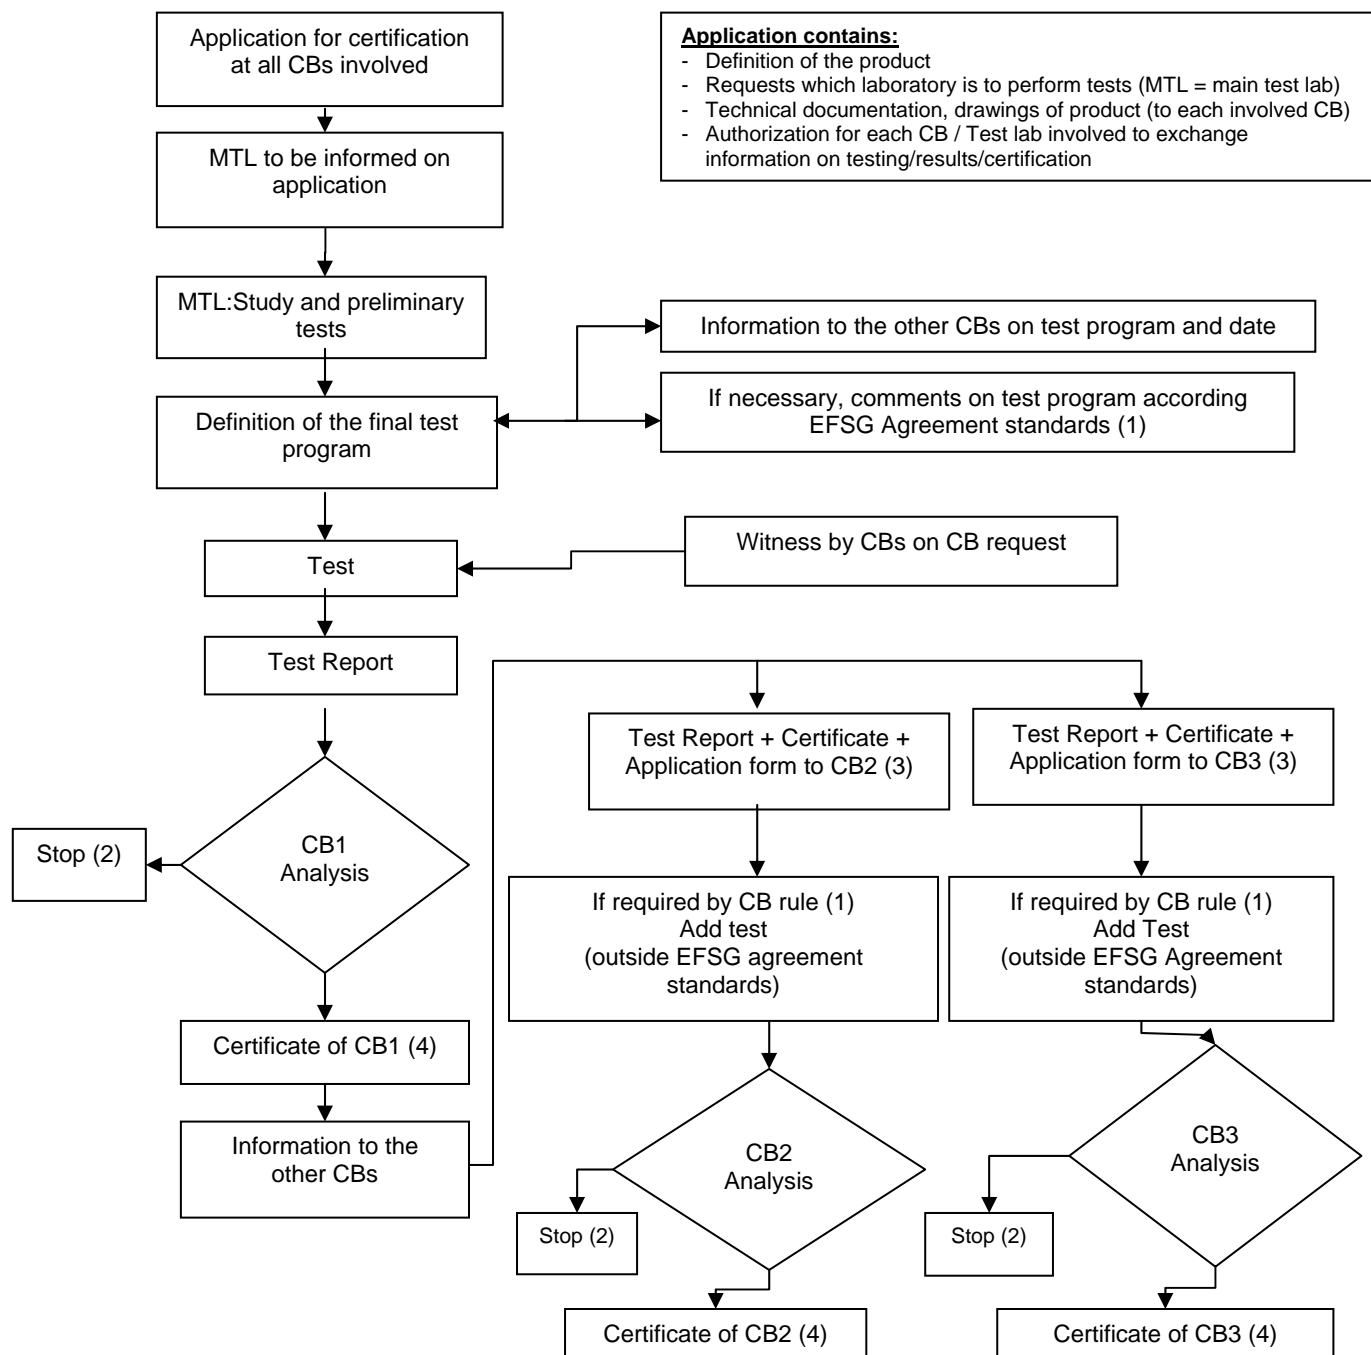 Application for certification
at all CBs involved
Application contains:
- Definition of the product
- Requests which laboratory is to perform tests (MTL = main test lab)
- Technical documentation, drawings of product (to each involved CB)
- Authorization for each CB / Test lab involved to exchange
information on testing/results/certification
MTL to be informed on
application
MTL:Study and preliminary
tests
Information to the other CBs on test program and date
If necessary, comments on test program according
EFSG Agreement standards (1)
Definition of the final test
program
Witness by CBs on CB request
Test
Test Report
Test Report + Certificate +
Application form to CB2 (3)
Test Report + Certificate +
Application form to CB3 (3)
CB1
Analysis
Stop (2)
If required by CB rule (1)
Add test
(outside EFSG agreement
standards)
If required by CB rule (1)
Add Test
(outside EFSG Agreement
standards)
Certificate of CB1 (4)
Information to the
other CBs
CB2
Analysis
CB3
Analysis
Stop (2)
Stop (2)
Certificate of CB2 (4)
Certificate of CB3 (4)